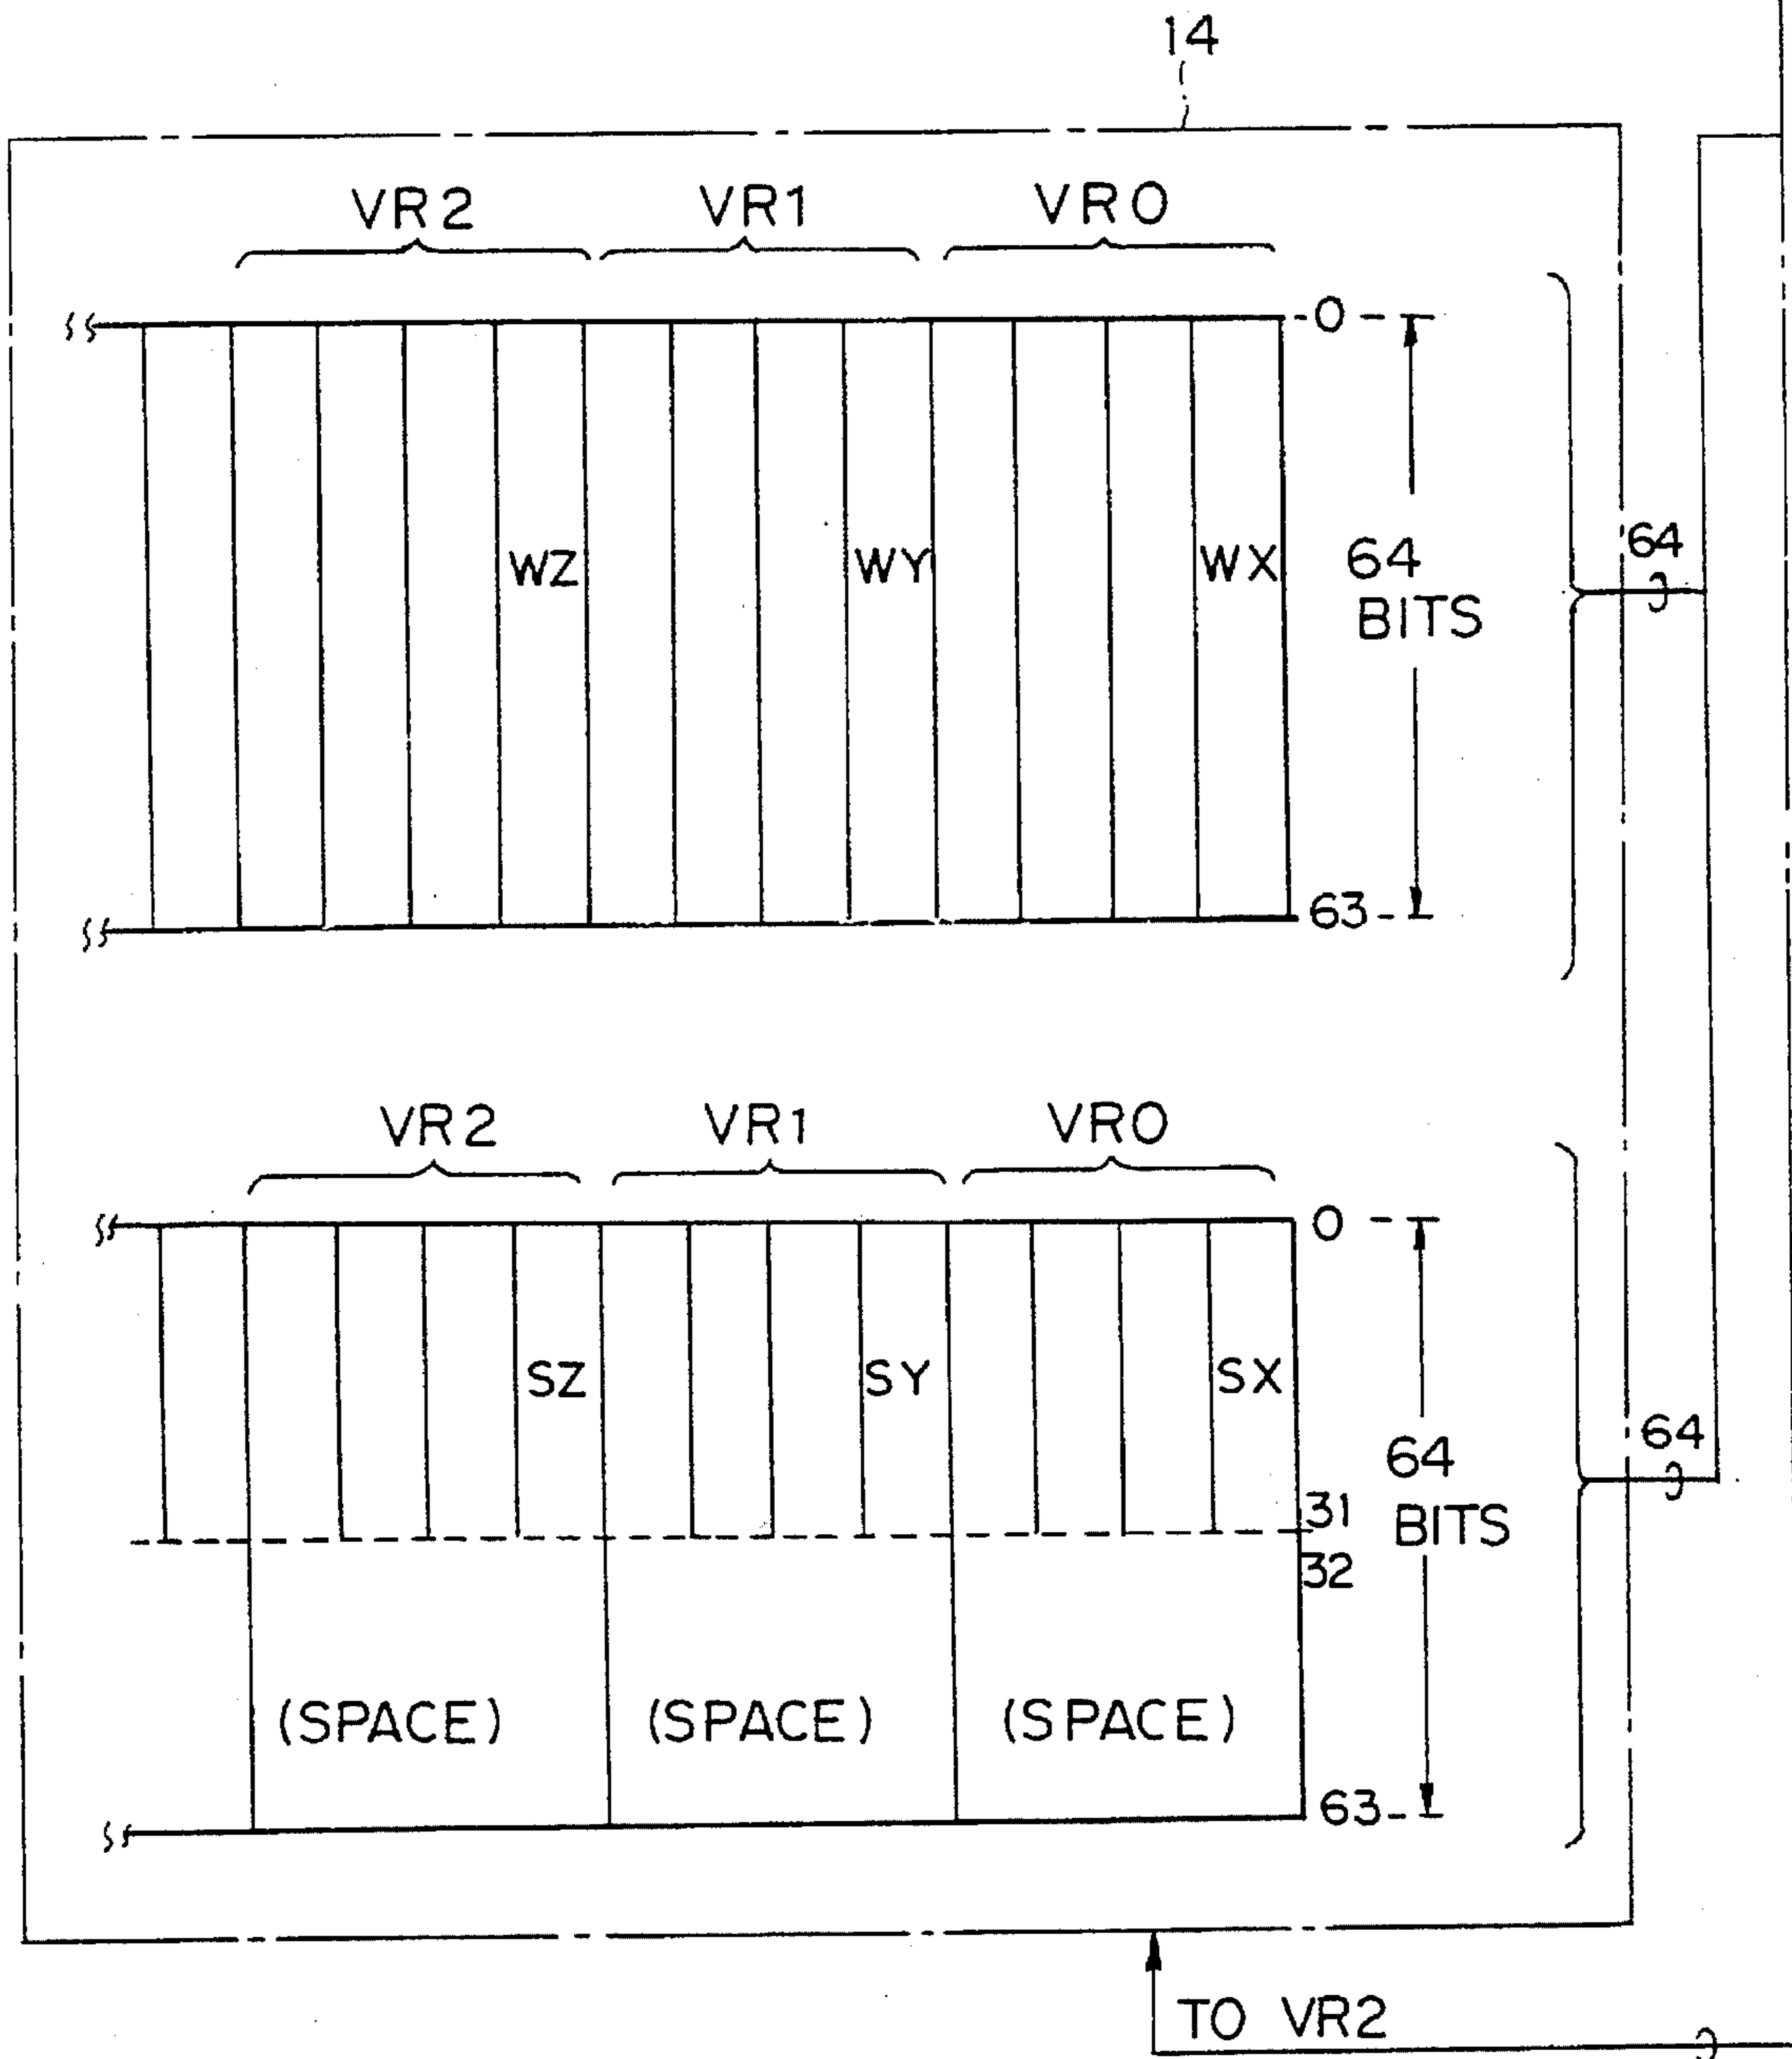 14
VR2 VR1 VR0
0
WZ WY WX 64 BITS
64
63
VR2 VR1 VR0
0
SZ SY SX
64
64 BITS
31
32
(SPACE) (SPACE) (SPACE)
63
TO VR2